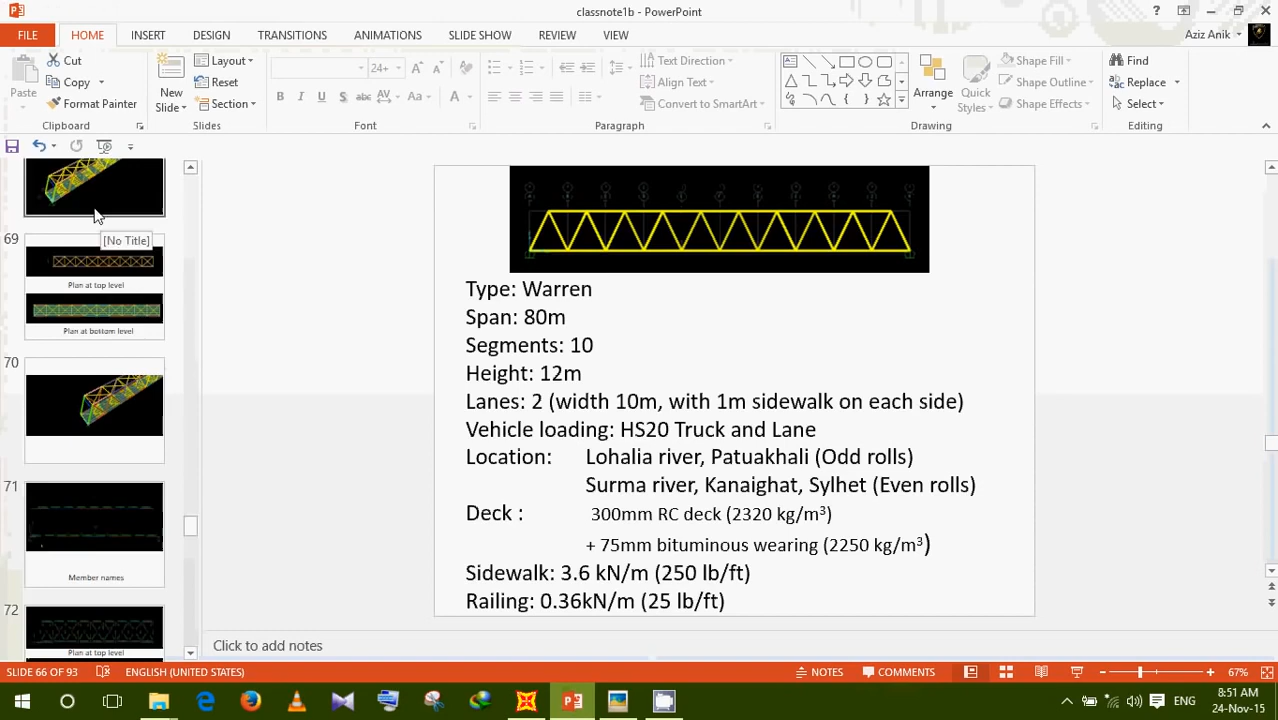 classnote1b - PowerPoint
FILE
HOME
INSERT
DESIGN
TRANSITIONS
ANIMATIONS
SLIDE SHOW
REVIEW
VIEW
Aziz Anik
Paste
Cut
Copy
Format Painter
Clipboard
New Slide
Layout
Reset
Section
Slides
24+
B I U S abc AV Aa A
Font
Text Direction
Align Text
Convert to SmartArt
Paragraph
Arrange
Quick Styles
Shape Fill
Shape Outline
Shape Effects
Drawing
Find
Replace
Select
Editing
[No Title]
69
Plan at top level
Plan at bottom level
70
71
Member names
72
Plan at top level
Type: Warren
Span: 80m
Segments: 10
Height: 12m
Lanes: 2 (width 10m, with 1m sidewalk on each side)
Vehicle loading: HS20 Truck and Lane
Location: Lohalia river, Patuakhali (Odd rolls)
Surma river, Kanaighat, Sylhet (Even rolls)
Deck : 300mm RC deck (2320 kg/m³)
+ 75mm bituminous wearing (2250 kg/m³)
Sidewalk: 3.6 kN/m (250 lb/ft)
Railing: 0.36kN/m (25 lb/ft)
Click to add notes
SLIDE 66 OF 93
ENGLISH (UNITED STATES)
NOTES
COMMENTS
67%
ENG
8:51 AM
24-Nov-15